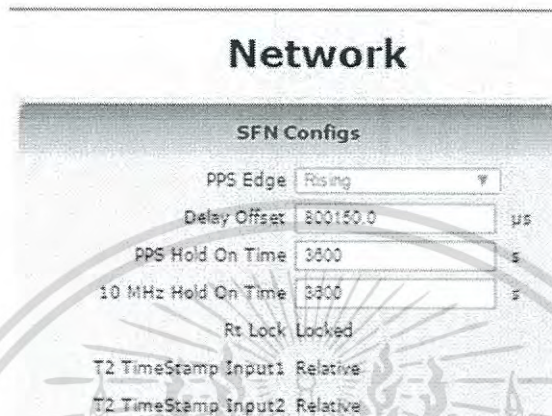 Network
SFN Configs
PPS Edge Rising
Delay Offset 800150.0 µs
PPS Hold On Time 3600 s
10 MHz Hold On Time 3600 s
Rt Lock Locked
T2 TimeStamp Input1 Relative
T2 TimeStamp Input2 Relative